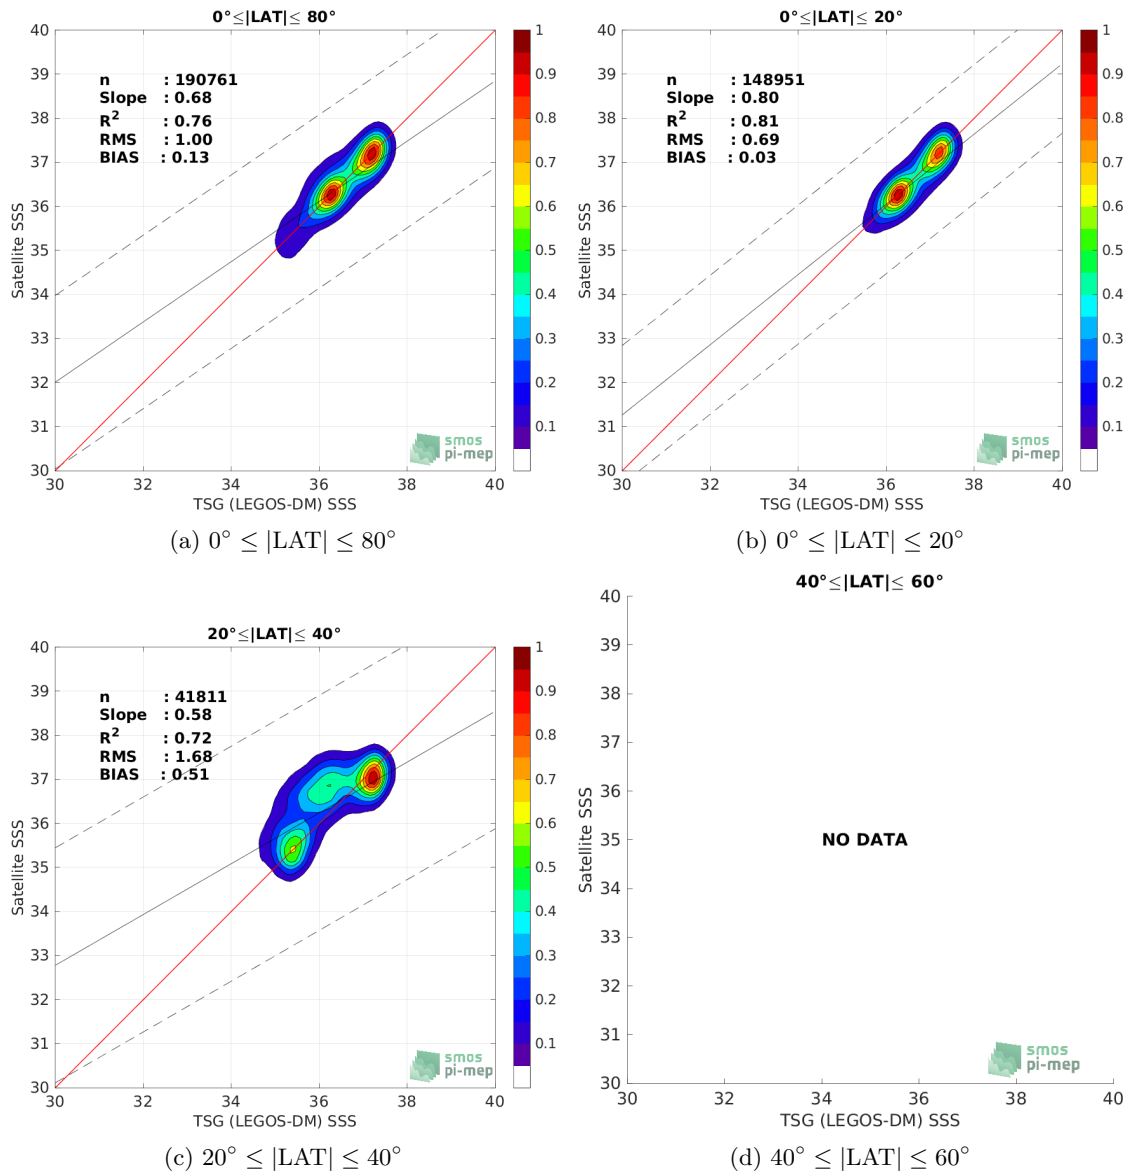 0°≤|LAT|≤ 80°
40
39
38
37
36
35
34
33
32
31
30
Satellite SSS
n : 190761
Slope : 0.68
R² : 0.76
RMS : 1.00
BIAS : 0.13
smos
pi-mep
30 32 34 36 38 40
TSG (LEGOS-DM) SSS
1
0.9
0.8
0.7
0.6
0.5
0.4
0.3
0.2
0.1
(a) 0° ≤ |LAT| ≤ 80°
0°≤|LAT|≤ 20°
40
39
38
37
36
35
34
33
32
31
30
Satellite SSS
n : 148951
Slope : 0.80
R² : 0.81
RMS : 0.69
BIAS : 0.03
smos
pi-mep
30 32 34 36 38 40
TSG (LEGOS-DM) SSS
1
0.9
0.8
0.7
0.6
0.5
0.4
0.3
0.2
0.1
(b) 0° ≤ |LAT| ≤ 20°
20°≤|LAT|≤ 40°
40
39
38
37
36
35
34
33
32
31
30
Satellite SSS
n : 41811
Slope : 0.58
R² : 0.72
RMS : 1.68
BIAS : 0.51
smos
pi-mep
30 32 34 36 38 40
TSG (LEGOS-DM) SSS
1
0.9
0.8
0.7
0.6
0.5
0.4
0.3
0.2
0.1
(c) 20° ≤ |LAT| ≤ 40°
40°≤|LAT|≤ 60°
40
39
38
37
36
35
34
33
32
31
30
Satellite SSS
NO DATA
smos
pi-mep
30 32 34 36 38 40
TSG (LEGOS-DM) SSS
(d) 40° ≤ |LAT| ≤ 60°